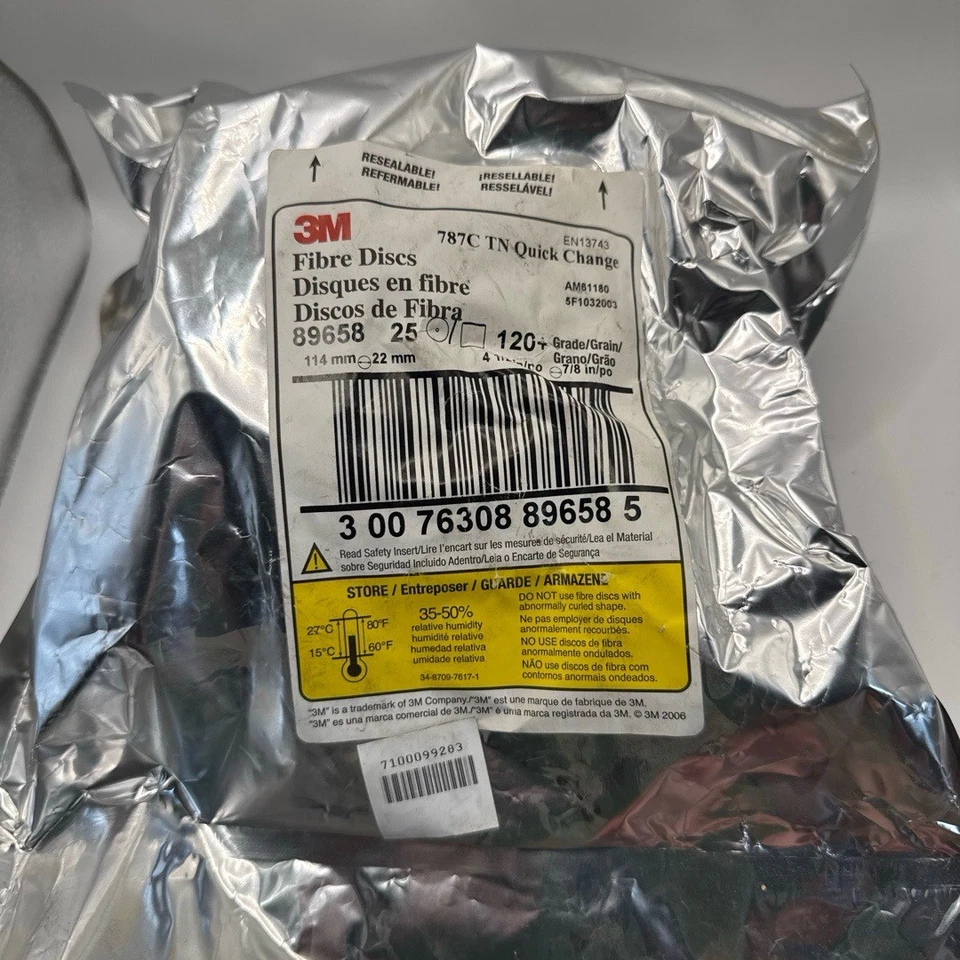 RESEALABLE! ¡RESELLABLE!
REFERMABLE! RESSELÁVEL!
3M
787C TN Quick Change
EN13743
Fibre Discs
Disques en fibre
Discos de Fibra
AM61180
5F1032003
89658 25 / 120+ Grade/Grain/
Grano/Grão
114 mm 22 mm 4 7/8 in/po
3 00 76308 89658 5
Read Safety Insert/Lire l'encart sur les mesures de sécurité/Lea el Material
sobre Seguridad Incluido Adentro/Leia o Encarte de Segurança
STORE / Entreposer / GUARDE / ARMAZENE
27°C 80°F
15°C 60°F
35-50%
relative humidity
humidité relative
humedad relativa
umidade relativa
34-8709-7617-1
DO NOT use fibre discs with
abnormally curled shape.
Ne pas employer de disques
anormalement recourbés.
NO USE discos de fibra
anormalmente ondulados.
NÃO use discos de fibra com
contornos anormais ondeados.
"3M" is a trademark of 3M Company./"3M" est une marque de fabrique de 3M.
"3M" es una marca comercial de 3M./"3M" é uma marca registrada da 3M. © 3M 2006
7100099283